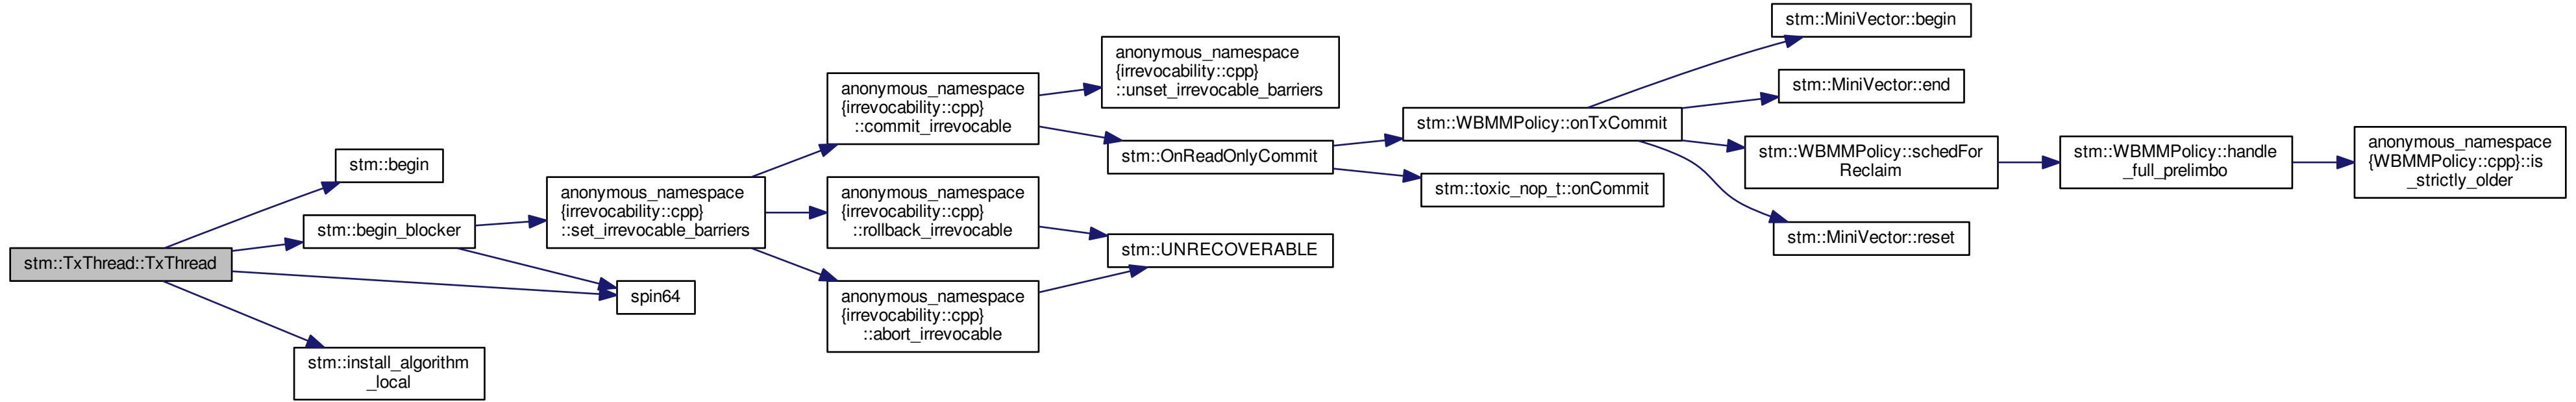 stm::TxThread::TxThread
stm::begin
stm::begin_blocker
spin64
stm::install_algorithm
_local
anonymous_namespace
{irrevocability::cpp}
::set_irrevocable_barriers
anonymous_namespace
{irrevocability::cpp}
::commit_irrevocable
anonymous_namespace
{irrevocability::cpp}
::rollback_irrevocable
anonymous_namespace
{irrevocability::cpp}
::abort_irrevocable
anonymous_namespace
{irrevocability::cpp}
::unset_irrevocable_barriers
stm::OnReadOnlyCommit
stm::UNRECOVERABLE
stm::WBMMPolicy::onTxCommit
stm::toxic_nop_t::onCommit
stm::MiniVector::begin
stm::MiniVector::end
stm::WBMMPolicy::schedFor
Reclaim
stm::MiniVector::reset
stm::WBMMPolicy::handle
_full_prelimbo
anonymous_namespace
{WBMMPolicy::cpp}::is
_strictly_older